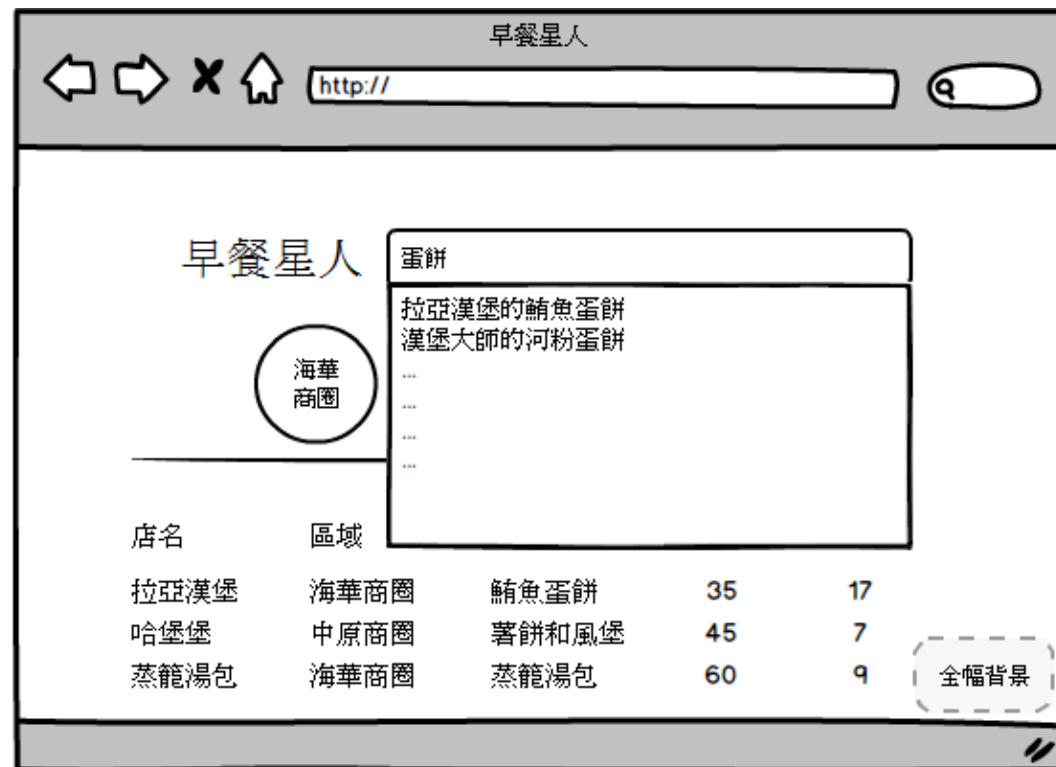 早餐星人
http://
早餐星人
蛋餅
拉亞漢堡的鮪魚蛋餅
漢堡大師的河粉蛋餅
...
...
...
...
海華
商圈
店名 區域
拉亞漢堡 海華商圈 鮪魚蛋餅 35 17
哈堡堡 中原商圈 薯餅和風堡 45 7
蒸籠湯包 海華商圈 蒸籠湯包 60 9
全幅背景